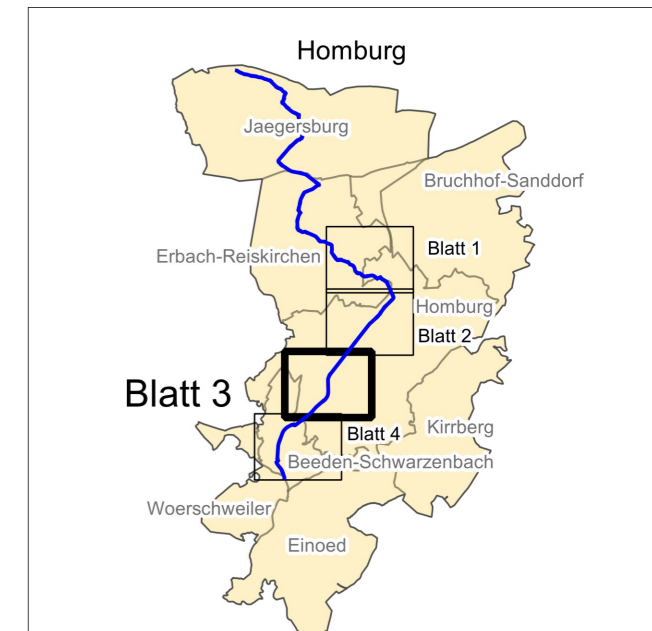 Homburg
Jaegersburg
Bruchhof-Sanddorf
Blatt 1
Erbach-Reiskirchen
Homburg
Blatt 2
Blatt 3
Kirrberg
Blatt 4
Beeden-Schwarzenbach
Woerschweiler
Einoed